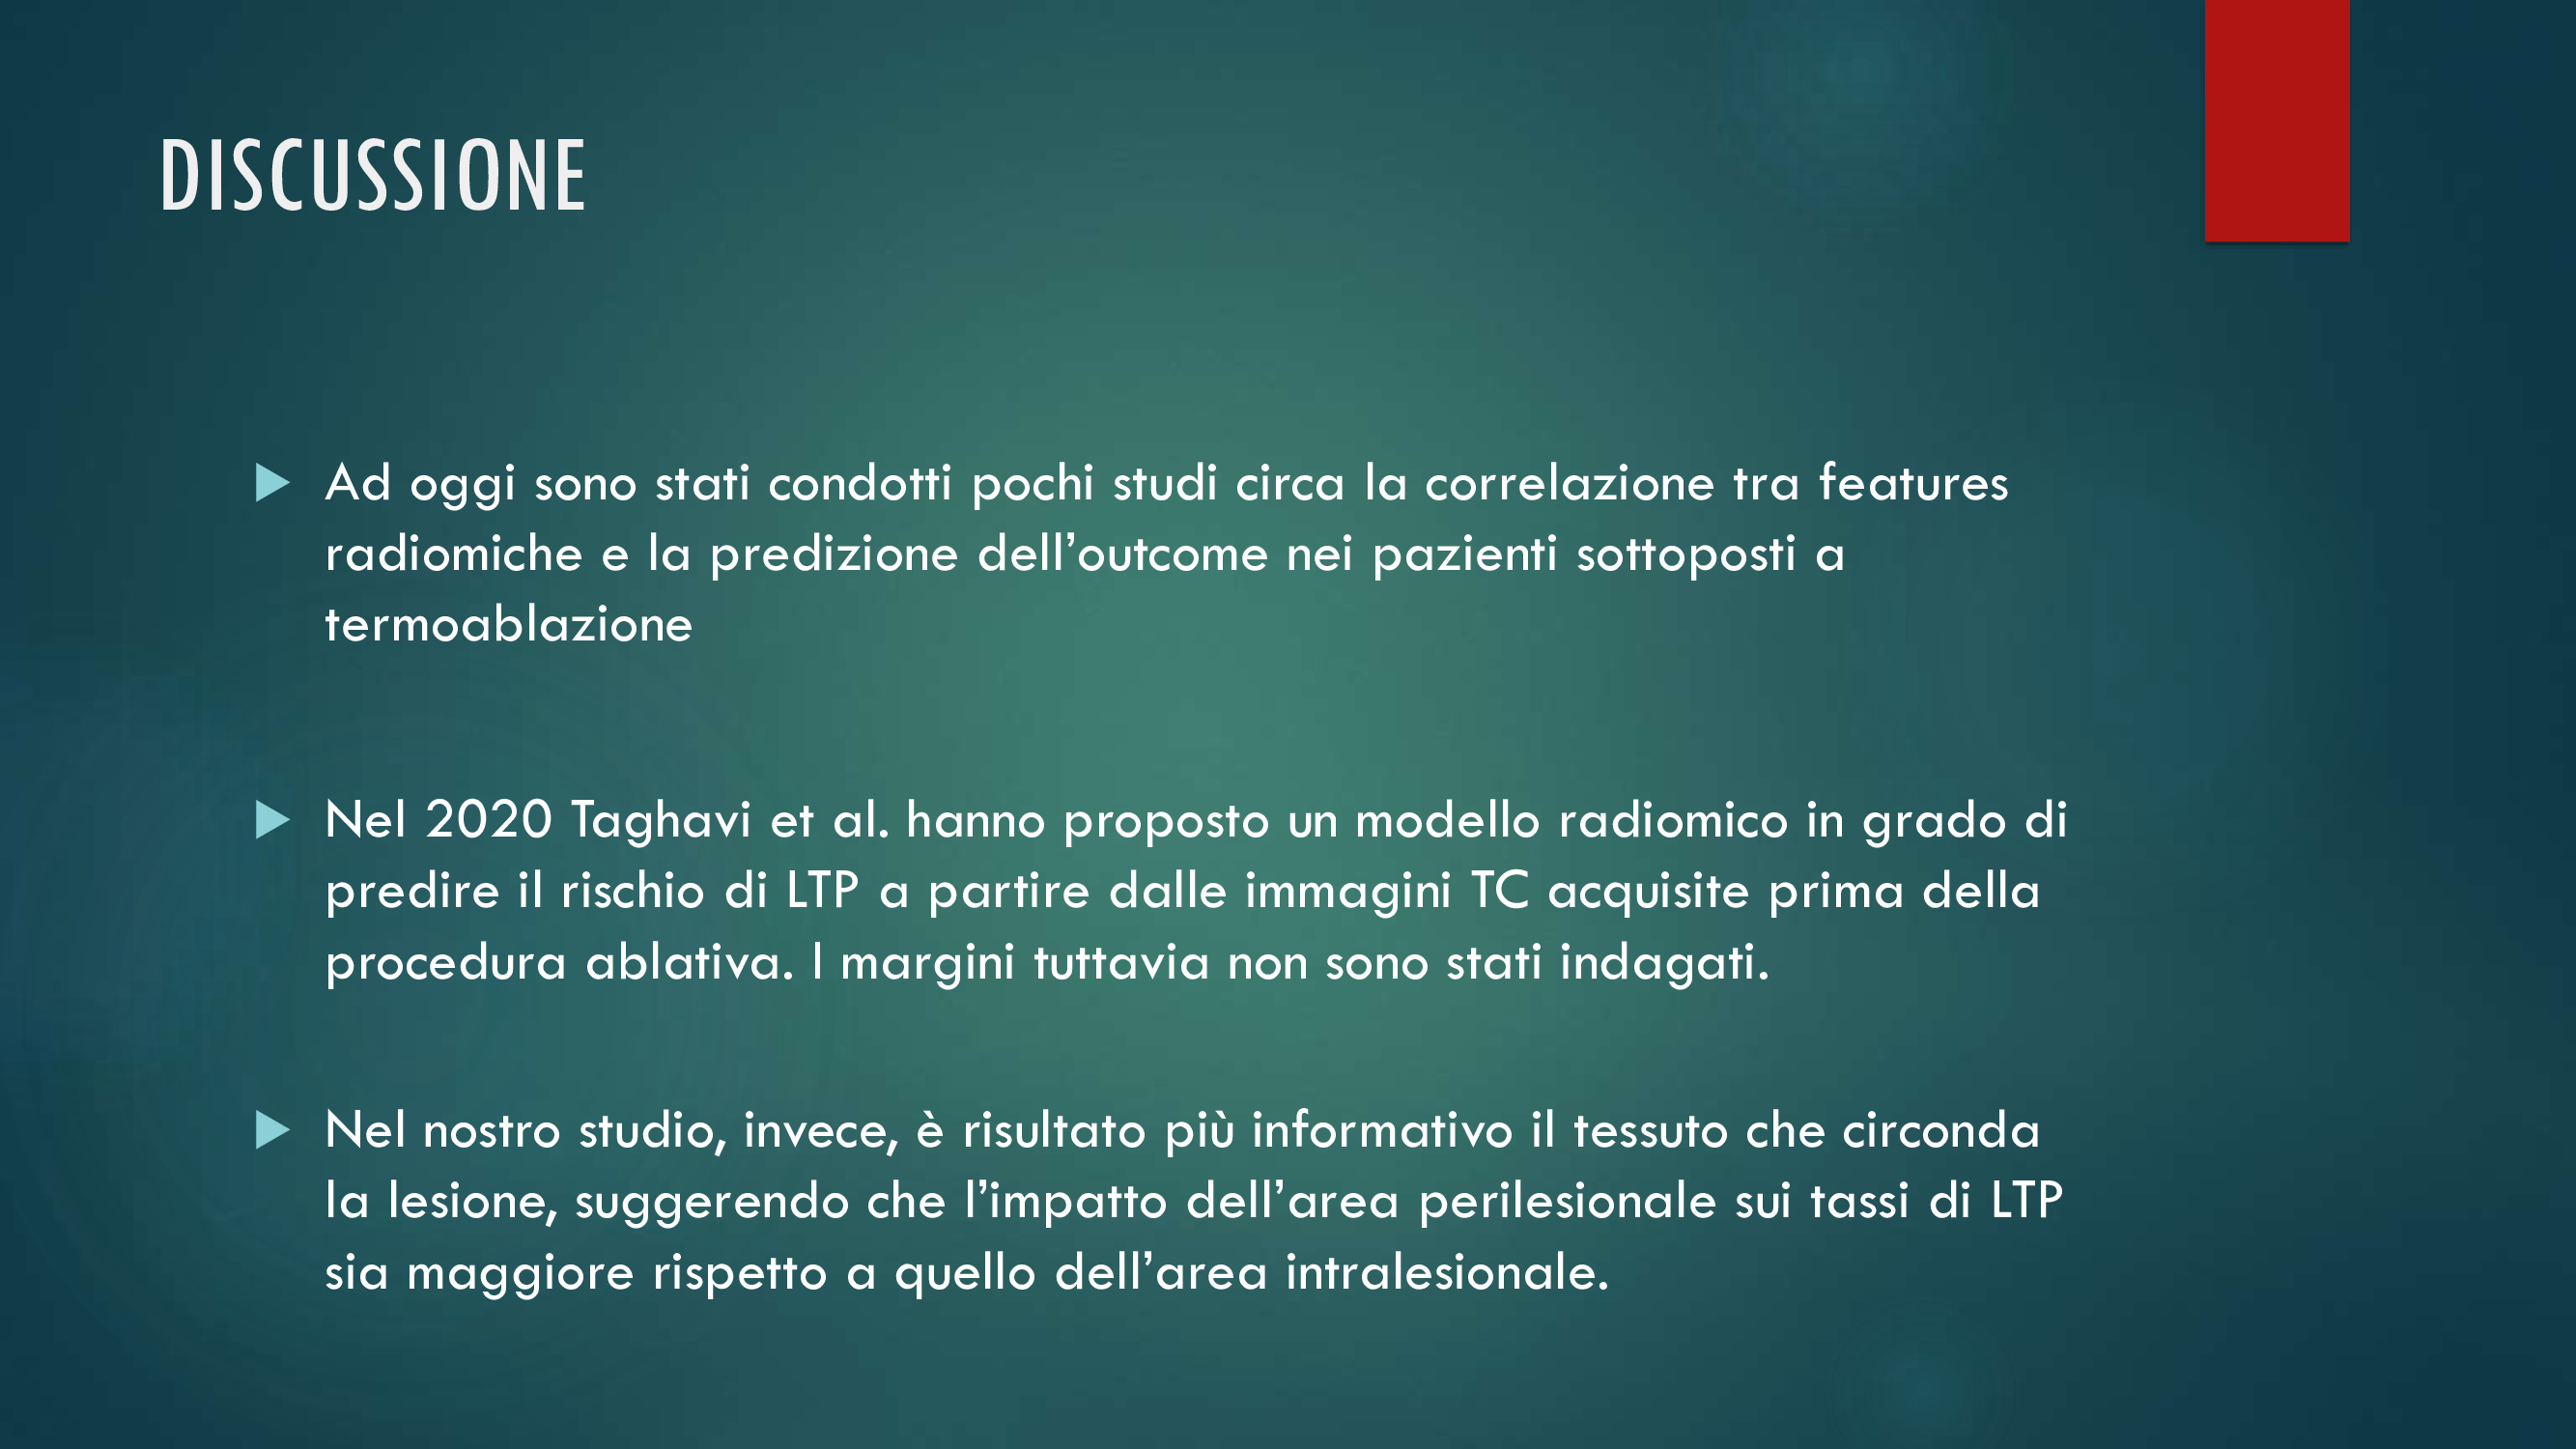 DISCUSSIONE
Ad oggi sono stati condotti pochi studi circa la correlazione tra features
radiomiche e la predizione dell’outcome nei pazienti sottoposti a
termoablazione
Nel 2020 Taghavi et al. hanno proposto un modello radiomico in grado di
predire il rischio di LTP a partire dalle immagini TC acquisite prima della
procedura ablativa. I margini tuttavia non sono stati indagati.
Nel nostro studio, invece, è risultato più informativo il tessuto che circonda
la lesione, suggerendo che l’impatto dell’area perilesionale sui tassi di LTP
sia maggiore rispetto a quello dell’area intralesionale.